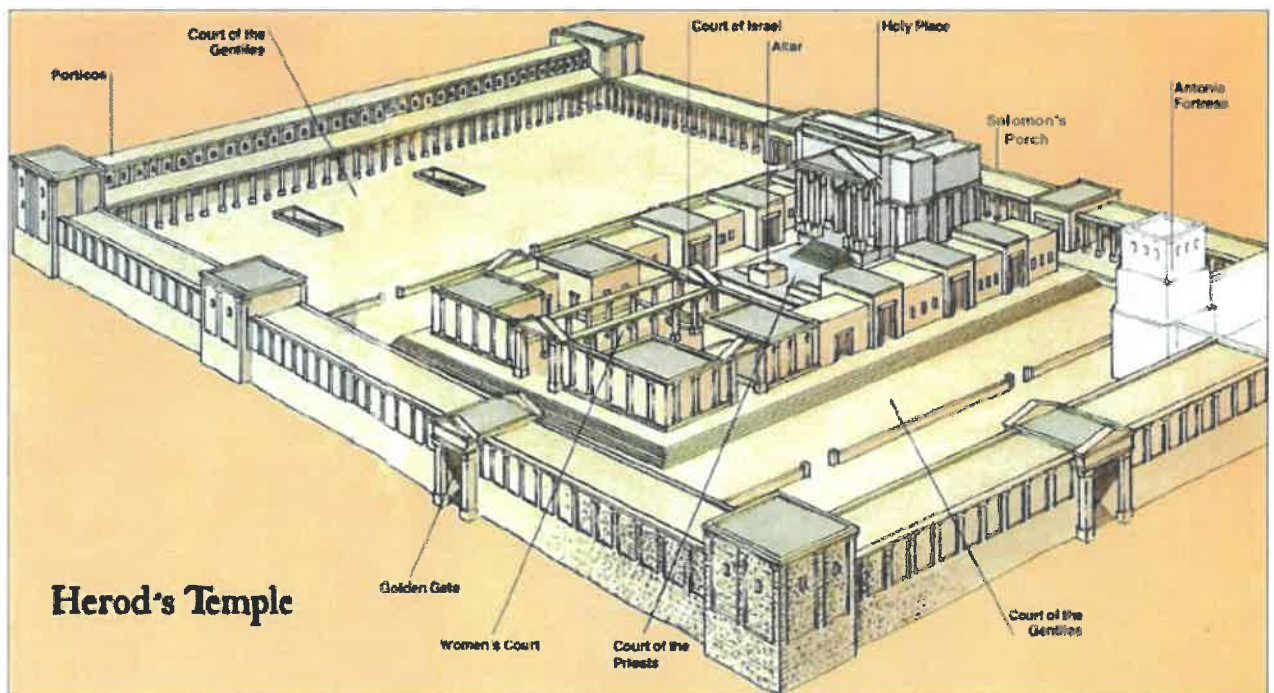 Court of the
Gentiles
Porticos
Court of Israel
Altar
Holy Place
Solomon's
Porch
Antonia
Fortress
Herod's Temple
Golden Gate
Women's Court
Court of the
Priests
Court of the
Gentiles